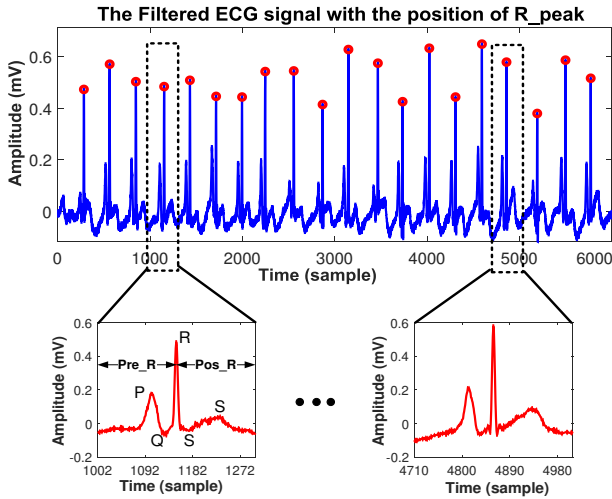 The Filtered ECG signal with the position of R_peak
Amplitude (mV)
0.6
0.4
0.2
0
0 1000 2000 3000 4000 5000 6000
Time (sample)
Amplitude (mV)
0.6
0.4
0.2
0
-0.2
R
Pre_R Pos_R
P
Q S S
1002 1092 1182 1272
Time (sample)
Amplitude (mV)
0.6
0.4
0.2
0
-0.2
4710 4800 4890 4980
Time (sample)